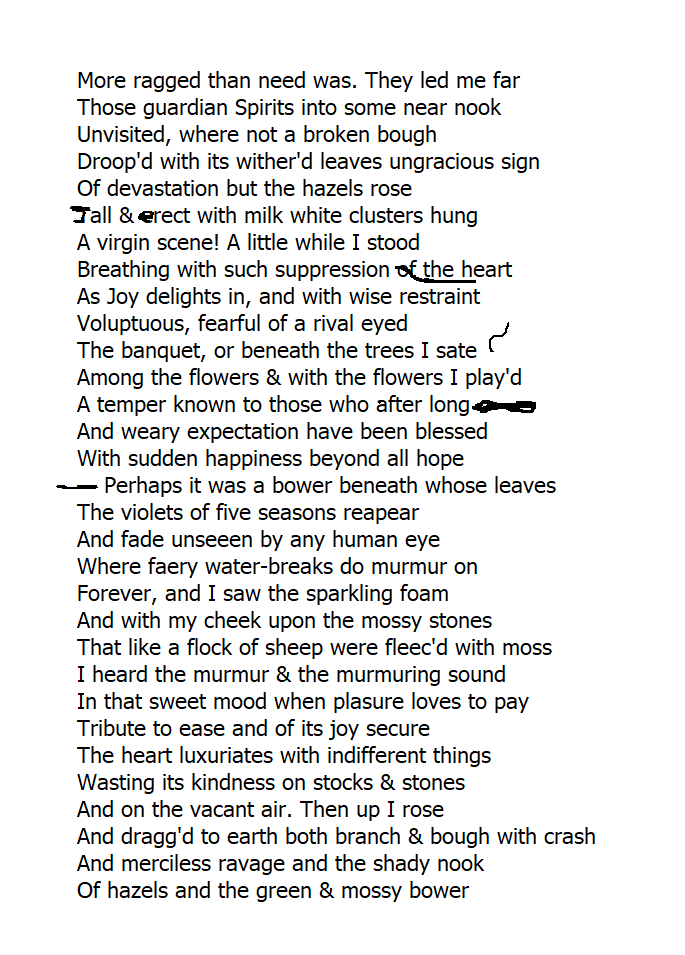 More ragged than need was. They led me far
Those guardian Spirits into some near nook
Unvisited, where not a broken bough
Droop'd with its wither'd leaves ungracious sign
Of devastation but the hazels rose
Tall & erect with milk white clusters hung
A virgin scene! A little while I stood
Breathing with such suppression of the heart
As Joy delights in, and with wise restraint
Voluptuous, fearful of a rival eyed
The banquet, or beneath the trees I sate
Among the flowers & with the flowers I play'd
A temper known to those who after long
And weary expectation have been blessed
With sudden happiness beyond all hope
Perhaps it was a bower beneath whose leaves
The violets of five seasons reapear
And fade unseeen by any human eye
Where faery water-breaks do murmur on
Forever, and I saw the sparkling foam
And with my cheek upon the mossy stones
That like a flock of sheep were fleec'd with moss
I heard the murmur & the murmuring sound
In that sweet mood when plasure loves to pay
Tribute to ease and of its joy secure
The heart luxuriates with indifferent things
Wasting its kindness on stocks & stones
And on the vacant air. Then up I rose
And dragg'd to earth both branch & bough with crash
And merciless ravage and the shady nook
Of hazels and the green & mossy bower